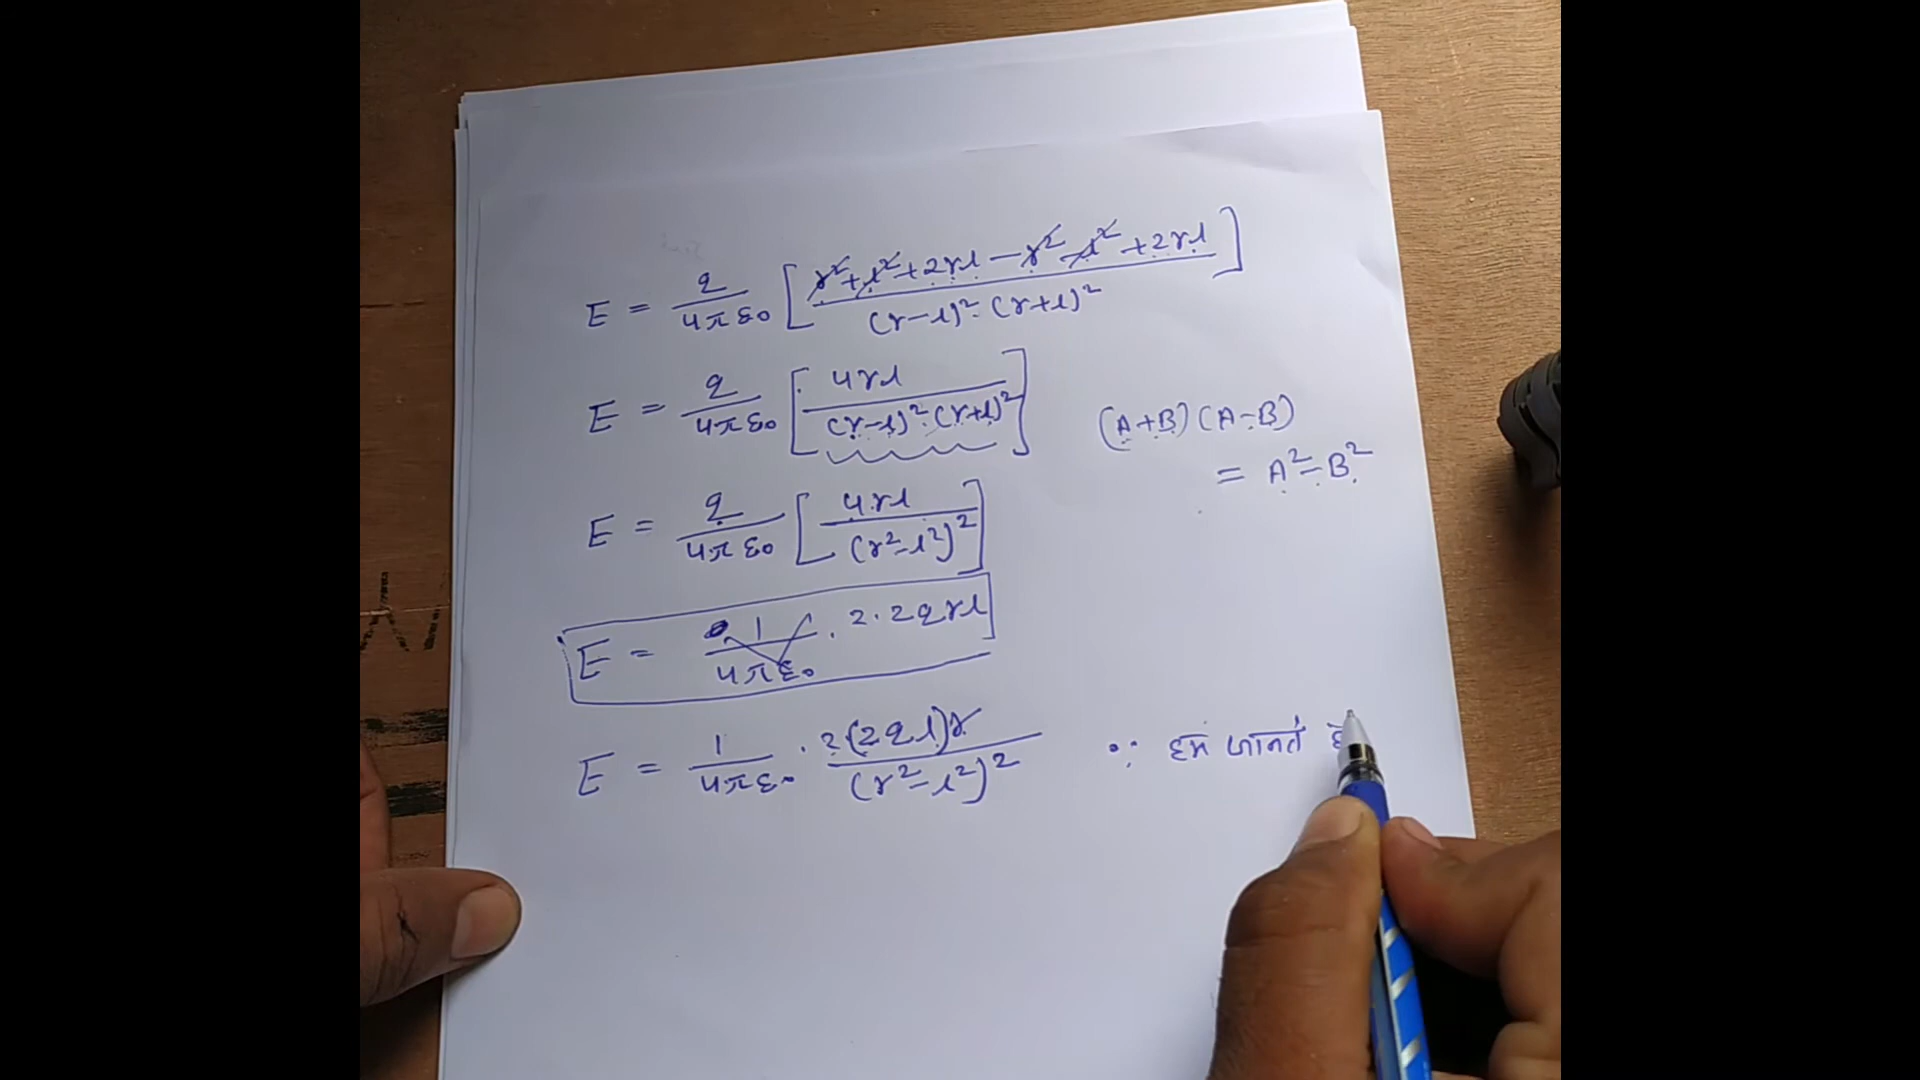 E = q/4πε₀ [r²+l²+2rl−r²−l²+2rl/(r−l)²·(r+l)²]
E = q/4πε₀ [4rl/(r−l)²(r+l)²]
(A+B)(A−B)
= A²−B²
E = q/4πε₀ [4rl/(r²−l²)²]
E = 1/4πε₀ . 2.2qrl
E = 1/4πε₀ . 2(2ql)r/(r²−l²)² ∵ हम जानते